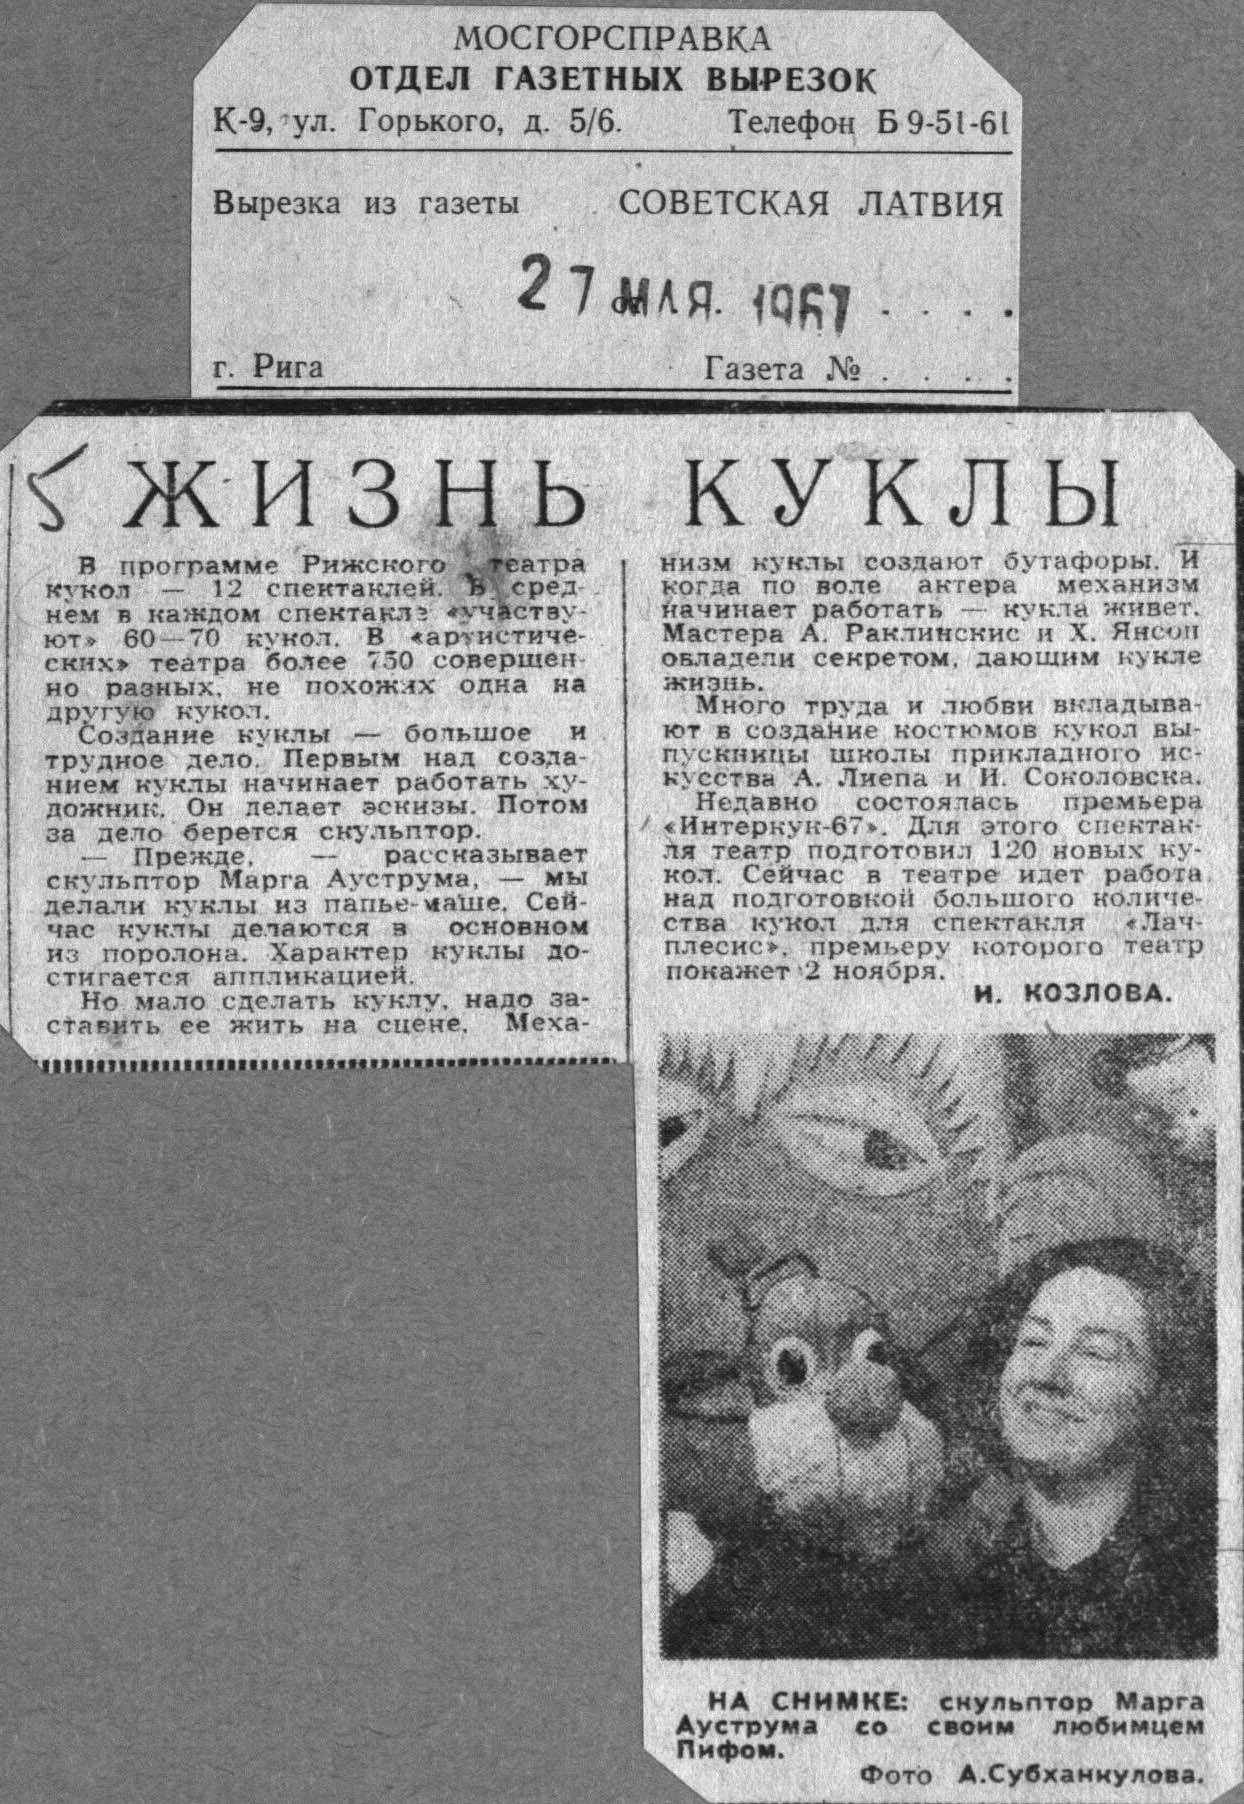 МОСГОРСПРАВКА
ОТДЕЛ ГАЗЕТНЫХ ВЫРЕЗОК
К-9, ул. Горького, д. 5/6. Телефон Б 9-51-61
Вырезка из газеты СОВЕТСКАЯ ЛАТВИЯ
27 МАЯ. 1967 . . . .
г. Рига Газета № . . . .
ЖИЗНЬ КУКЛЫ
В программе Рижского театра
кукол — 12 спектаклей. В сред-
нем в каждом спектакле «участву-
ют» 60—70 кукол. В «артистиче-
ских» театра более 750 совершен-
но разных, не похожих одна на
другую кукол.
Создание куклы — большое и
трудное дело. Первым над созда-
нием куклы начинает работать ху-
дожник. Он делает эскизы. Потом
за дело берется скульптор.
— Прежде, — рассказывает
скульптор Марга Ауструма, — мы
делали куклы из папье-маше. Сей-
час куклы делаются в основном
из поролона. Характер куклы до-
стигается аппликацией.
Но мало сделать куклу, надо за-
ставить ее жить на сцене. Меха-
низм куклы создают бутафоры. И
когда по воле актера механизм
начинает работать — кукла живет.
Мастера А. Раклинскис и Х. Янсон
овладели секретом, дающим кукле
жизнь.
Много труда и любви вкладыва-
ют в создание костюмов кукол вы-
пускницы школы прикладного ис-
кусства А. Лиепа и И. Соколовска.
Недавно состоялась премьера
«Интеркук-67». Для этого спектак-
ля театр подготовил 120 новых ку-
кол. Сейчас в театре идет работа
над подготовкой большого количе-
ства кукол для спектакля «Лач-
плесис», премьеру которого театр
покажет 2 ноября.
И. КОЗЛОВА.
НА СНИМКЕ: скульптор Марга
Ауструма со своим любимцем
Пифом.
Фото А.Субханкулова.